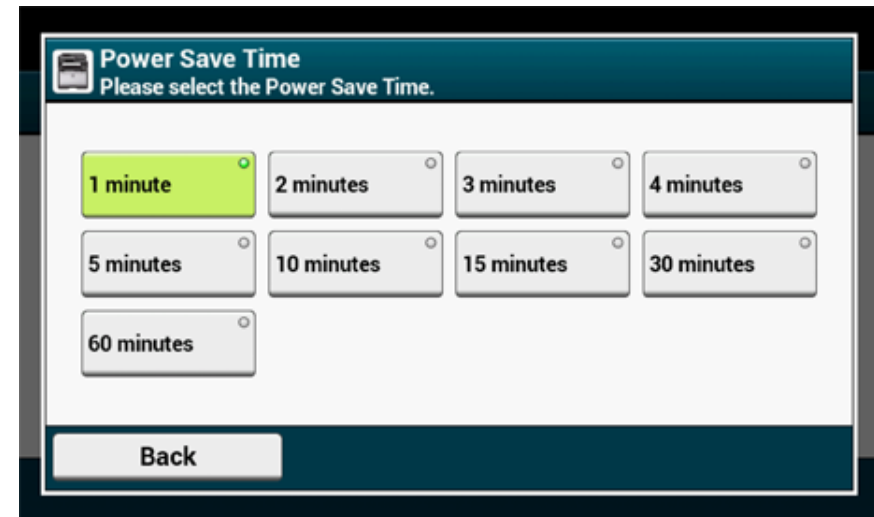 Power Save Time
Please select the Power Save Time.
1 minute
2 minutes
3 minutes
4 minutes
5 minutes
10 minutes
15 minutes
30 minutes
60 minutes
Back